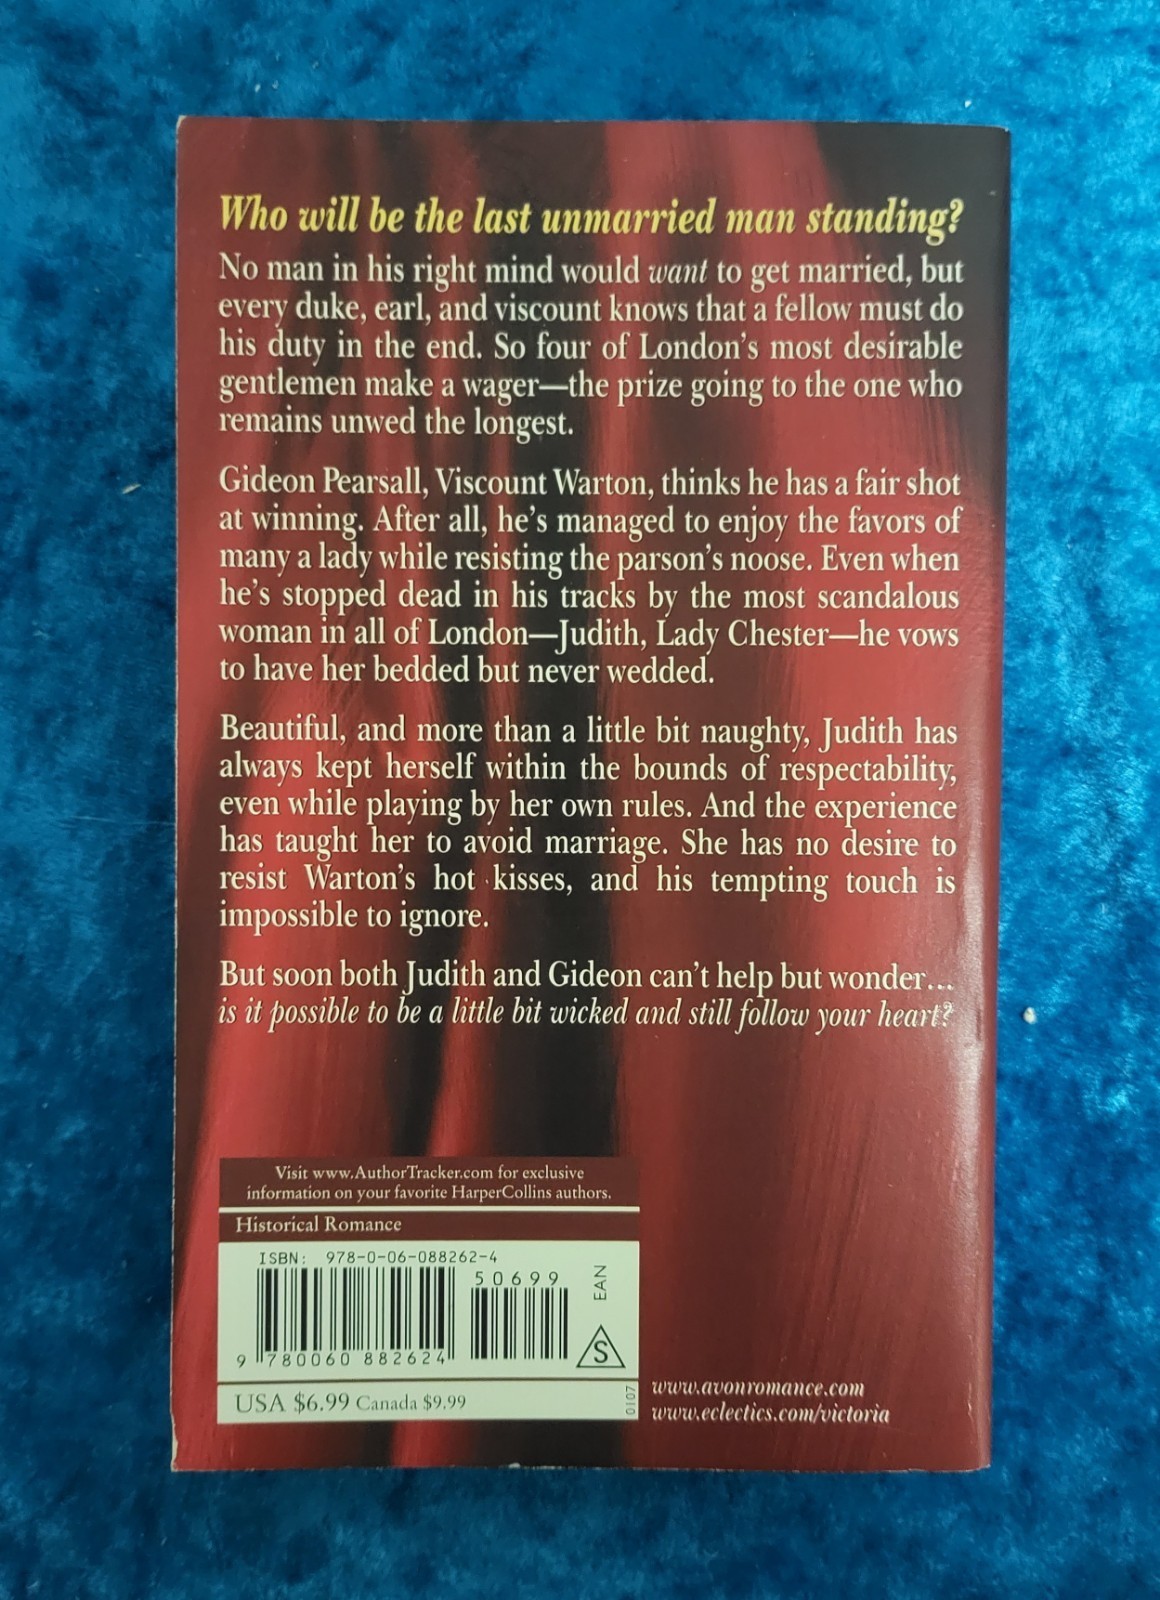 Who will be the last unmarried man standing?
No man in his right mind would want to get married, but
every duke, earl, and viscount knows that a fellow must do
his duty in the end. So four of London's most desirable
gentlemen make a wager—the prize going to the one who
remains unwed the longest.
Gideon Pearsall, Viscount Warton, thinks he has a fair shot
at winning. After all, he's managed to enjoy the favors of
many a lady while resisting the parson's noose. Even when
he's stopped dead in his tracks by the most scandalous
woman in all of London—Judith, Lady Chester—he vows
to have her bedded but never wedded.
Beautiful, and more than a little bit naughty, Judith has
always kept herself within the bounds of respectability,
even while playing by her own rules. And the experience
has taught her to avoid marriage. She has no desire to
resist Warton's hot kisses, and his tempting touch is
impossible to ignore.
But soon both Judith and Gideon can't help but wonder...
is it possible to be a little bit wicked and still follow your heart?
Visit www.AuthorTracker.com for exclusive
information on your favorite HarperCollins authors.
Historical Romance
ISBN: 978-0-06-088262-4
50699
EAN
S
9 780060 882624
USA $6.99 Canada $9.99
0107
www.avonromance.com
www.eclectics.com/victoria